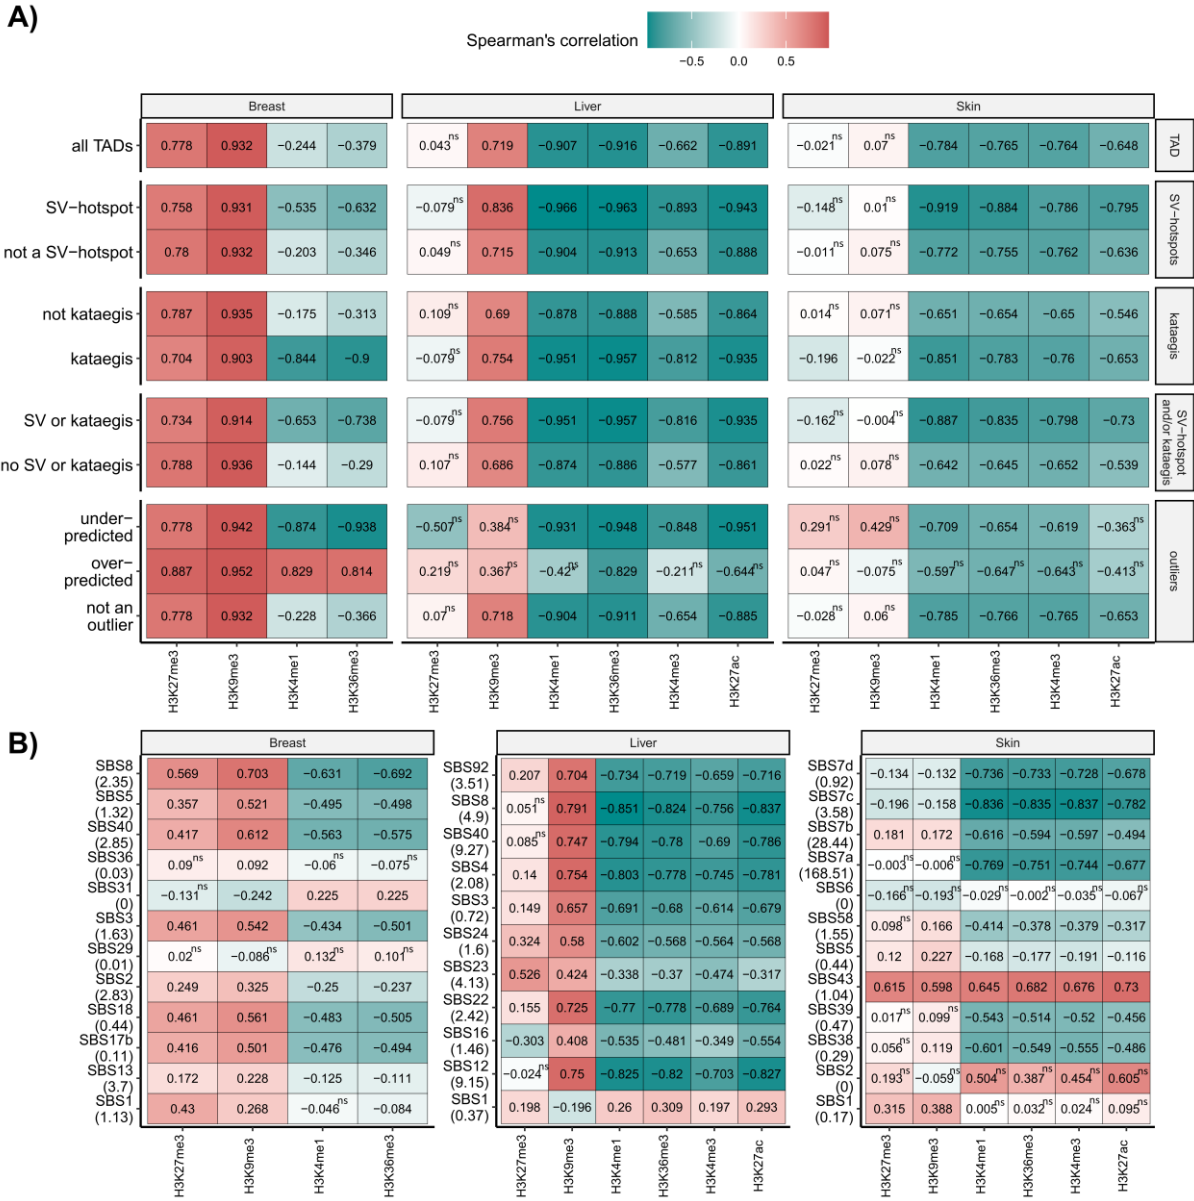 A)
Spearman's correlation
−0.5 0.0 0.5
Breast Liver Skin
all TADs 0.778 0.932 −0.244 −0.379 0.043ns 0.719 −0.907 −0.916 −0.662 −0.891 −0.021ns 0.07ns −0.784 −0.765 −0.764 −0.648 TAD
SV−hotspot 0.758 0.931 −0.535 −0.632 −0.079ns 0.836 −0.966 −0.963 −0.893 −0.943 −0.148ns 0.01ns −0.919 −0.884 −0.786 −0.795
not a SV−hotspot 0.78 0.932 −0.203 −0.346 0.049ns 0.715 −0.904 −0.913 −0.653 −0.888 −0.011ns 0.075ns −0.772 −0.755 −0.762 −0.636
SV−hotspots
not kataegis 0.787 0.935 −0.175 −0.313 0.109ns 0.69 −0.878 −0.888 −0.585 −0.864 0.014ns 0.071ns −0.651 −0.654 −0.65 −0.546
kataegis 0.704 0.903 −0.844 −0.9 −0.079ns 0.754 −0.951 −0.957 −0.812 −0.935 −0.196 −0.022ns −0.851 −0.783 −0.76 −0.653
kataegis
SV or kataegis 0.734 0.914 −0.653 −0.738 −0.079ns 0.756 −0.951 −0.957 −0.816 −0.935 −0.162ns −0.004ns −0.887 −0.835 −0.798 −0.73
no SV or kataegis 0.788 0.936 −0.144 −0.29 0.107ns 0.686 −0.874 −0.886 −0.577 −0.861 0.022ns 0.078ns −0.642 −0.645 −0.652 −0.539
SV−hotspot
and/or kataegis
under−
predicted 0.778 0.942 −0.874 −0.938 −0.507ns 0.384ns −0.931 −0.948 −0.848 −0.951 0.291ns 0.429ns −0.709 −0.654 −0.619 −0.363ns
over−
predicted 0.887 0.952 0.829 0.814 0.219ns 0.367ns −0.42ns −0.829 −0.211ns −0.644ns 0.047ns −0.075ns −0.597ns −0.647ns −0.643ns −0.413ns
not an
outlier 0.778 0.932 −0.228 −0.366 0.07ns 0.718 −0.904 −0.911 −0.654 −0.885 −0.028ns 0.06ns −0.785 −0.766 −0.765 −0.653
outliers
H3K27me3 H3K9me3 H3K4me1 H3K36me3 H3K27me3 H3K9me3 H3K4me1 H3K36me3 H3K4me3 H3K27ac H3K27me3 H3K9me3 H3K4me1 H3K36me3 H3K4me3 H3K27ac
B)
Breast
SBS8
(2.35) 0.569 0.703 −0.631 −0.692
SBS5
(1.32) 0.357 0.521 −0.495 −0.498
SBS40
(2.85) 0.417 0.612 −0.563 −0.575
SBS36
(0.03) 0.09ns 0.092 −0.06ns −0.075ns
SBS31
(0) −0.131ns −0.242 0.225 0.225
SBS3
(1.63) 0.461 0.542 −0.434 −0.501
SBS29
(0.01) 0.02ns −0.086ns 0.132ns 0.101ns
SBS2
(2.83) 0.249 0.325 −0.25 −0.237
SBS18
(0.44) 0.461 0.561 −0.483 −0.505
SBS17b
(0.11) 0.416 0.501 −0.476 −0.494
SBS13
(3.7) 0.172 0.228 −0.125 −0.111
SBS1
(1.13) 0.43 0.268 −0.046ns −0.084
H3K27me3 H3K9me3 H3K4me1 H3K36me3
Liver
SBS92
(3.51) 0.207 0.704 −0.734 −0.719 −0.659 −0.716
SBS8
(4.9) 0.051ns 0.791 −0.851 −0.824 −0.756 −0.837
SBS40
(9.27) 0.085ns 0.747 −0.794 −0.78 −0.69 −0.786
SBS4
(2.08) 0.14 0.754 −0.803 −0.778 −0.745 −0.781
SBS3
(0.72) 0.149 0.657 −0.691 −0.68 −0.614 −0.679
SBS24
(1.6) 0.324 0.58 −0.602 −0.568 −0.564 −0.568
SBS23
(4.13) 0.526 0.424 −0.338 −0.37 −0.474 −0.317
SBS22
(2.42) 0.155 0.725 −0.77 −0.778 −0.689 −0.764
SBS16
(1.46) −0.303 0.408 −0.535 −0.481 −0.349 −0.554
SBS12
(9.15) −0.024ns 0.75 −0.825 −0.82 −0.703 −0.827
SBS1
(0.37) 0.198 −0.196 0.26 0.309 0.197 0.293
H3K27me3 H3K9me3 H3K4me1 H3K36me3 H3K4me3 H3K27ac
Skin
SBS7d
(0.92) −0.134 −0.132 −0.736 −0.733 −0.728 −0.678
SBS7c
(3.58) −0.196 −0.158 −0.836 −0.835 −0.837 −0.782
SBS7b
(28.44) 0.181 0.172 −0.616 −0.594 −0.597 −0.494
SBS7a
(168.51) −0.003ns −0.006ns −0.769 −0.751 −0.744 −0.677
SBS6
(0) −0.166ns −0.193ns −0.029ns −0.002ns −0.035ns −0.067ns
SBS58
(1.55) 0.098ns 0.166 −0.414 −0.378 −0.379 −0.317
SBS5
(0.44) 0.12 0.227 −0.168 −0.177 −0.191 −0.116
SBS43
(1.04) 0.615 0.598 0.645 0.682 0.676 0.73
SBS39
(0.47) 0.017ns 0.099ns −0.543 −0.514 −0.52 −0.456
SBS38
(0.29) 0.056ns 0.119 −0.601 −0.549 −0.555 −0.486
SBS2
(0) 0.193ns −0.059ns 0.504ns 0.387ns 0.454ns 0.605ns
SBS1
(0.17) 0.315 0.388 0.005ns 0.032ns 0.024ns 0.095ns
H3K27me3 H3K9me3 H3K4me1 H3K36me3 H3K4me3 H3K27ac